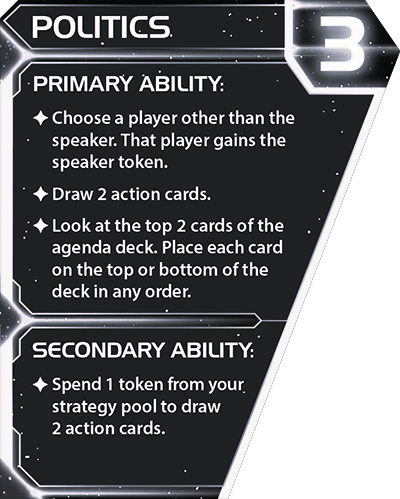 POLITICS
3
PRIMARY ABILITY:
Choose a player other than the
speaker. That player gains the
speaker token.
Draw 2 action cards.
Look at the top 2 cards of the
agenda deck. Place each card
on the top or bottom of the
deck in any order.
SECONDARY ABILITY:
Spend 1 token from your
strategy pool to draw
2 action cards.